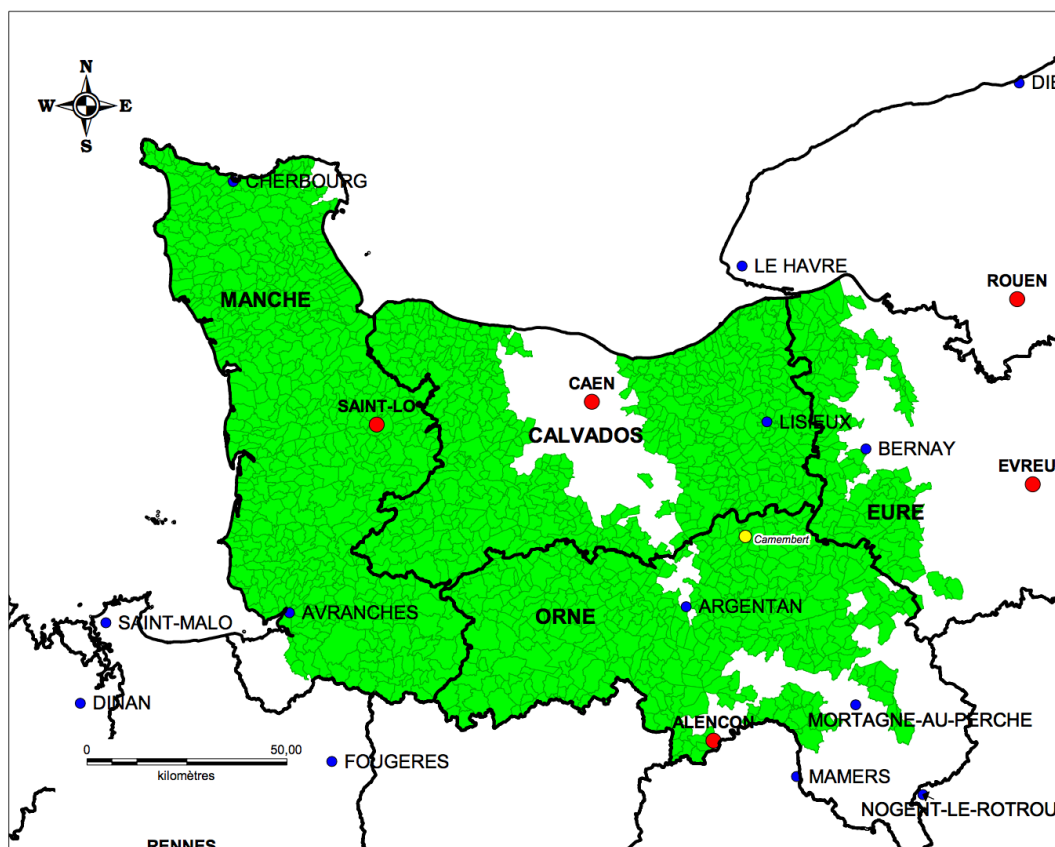 N
W E
S
DIE
CHERBOURG
LE HAVRE
ROUEN
MANCHE
CAEN
SAINT-LO
LISIEUX
CALVADOS
BERNAY
EVREU
EURE
Camembert
AVRANCHES
ORNE
ARGENTAN
SAINT-MALO
DINAN
ALENCON
MORTAGNE-AU-PERCHE
0 50,00
kilomètres
FOUGERES
MAMERS
NOGENT-LE-ROTROU
RENNES